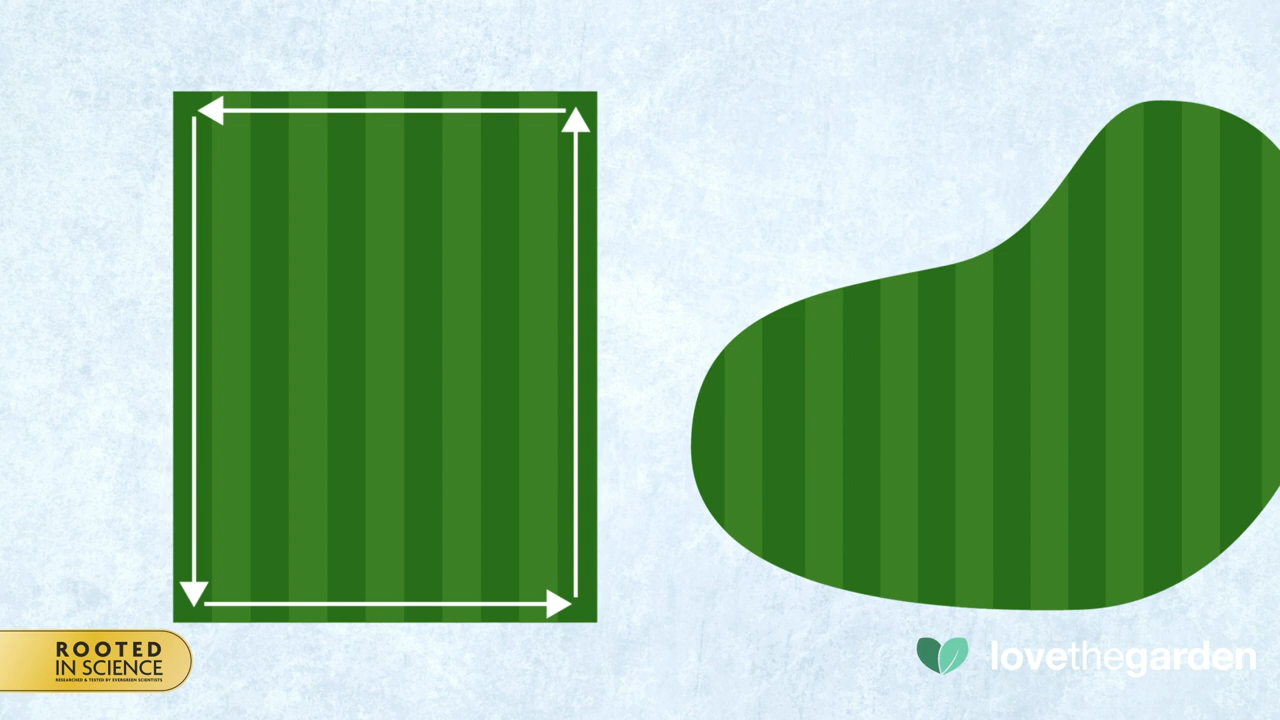 ROOTED
IN SCIENCE
RESEARCHED & TESTED BY EVERGREEN SCIENTISTS
lovethegarden